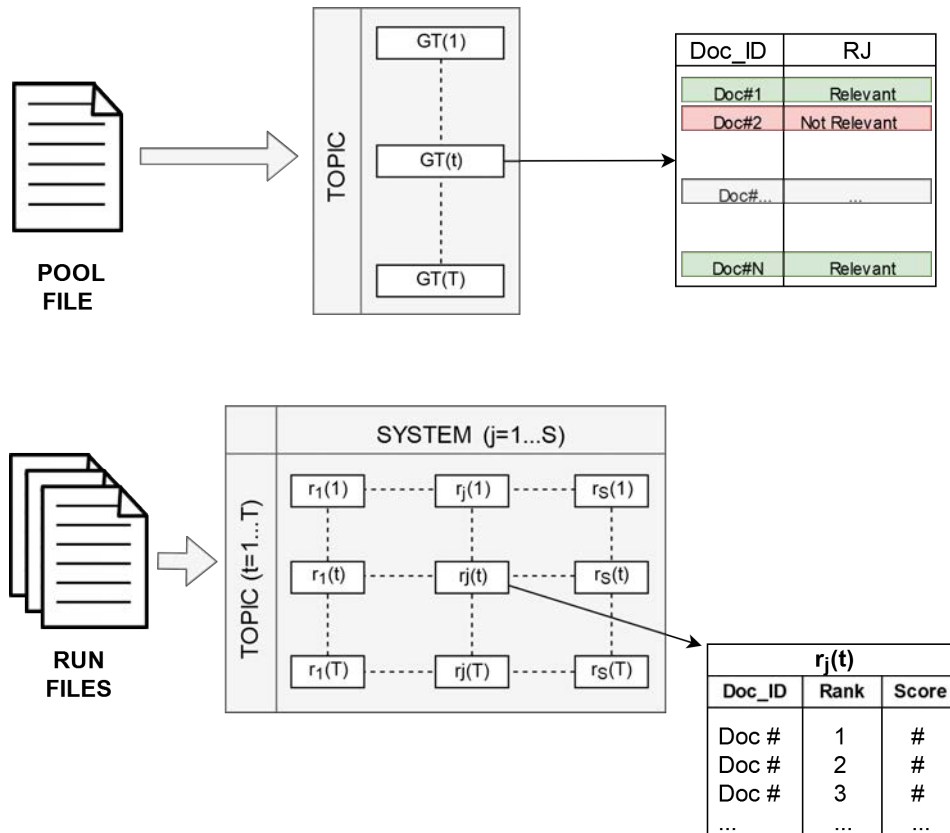 POOL
FILE
TOPIC
GT(1)
GT(t)
GT(T)
Doc_ID RJ
Doc#1 Relevant
Doc#2 Not Relevant
Doc#... ...
Doc#N Relevant
RUN
FILES
SYSTEM (j=1...S)
TOPIC (t=1...T)
r1(1) rj(1) rS(1)
r1(t) rj(t) rS(t)
r1(T) rj(T) rS(T)
rj(t)
Doc_ID Rank Score
Doc # 1 #
Doc # 2 #
Doc # 3 #
... ... ...